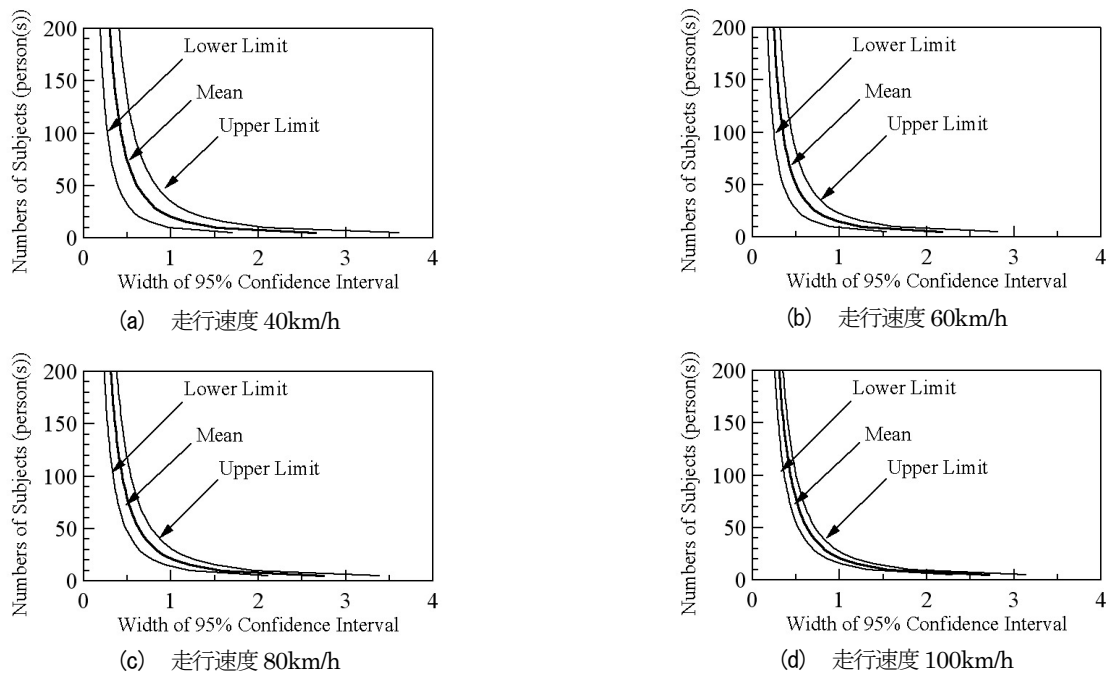 Numbers of Subjects (person(s))
200
150
100
50
0
Lower Limit
Mean
Upper Limit
0 1 2 3 4
Width of 95% Confidence Interval
(a) 走行速度 40km/h
Numbers of Subjects (person(s))
200
150
100
50
0
Lower Limit
Mean
Upper Limit
0 1 2 3 4
Width of 95% Confidence Interval
(b) 走行速度 60km/h
Numbers of Subjects (person(s))
200
150
100
50
0
Lower Limit
Mean
Upper Limit
0 1 2 3 4
Width of 95% Confidence Interval
(c) 走行速度 80km/h
Numbers of Subjects (person(s))
200
150
100
50
0
Lower Limit
Mean
Upper Limit
0 1 2 3 4
Width of 95% Confidence Interval
(d) 走行速度 100km/h